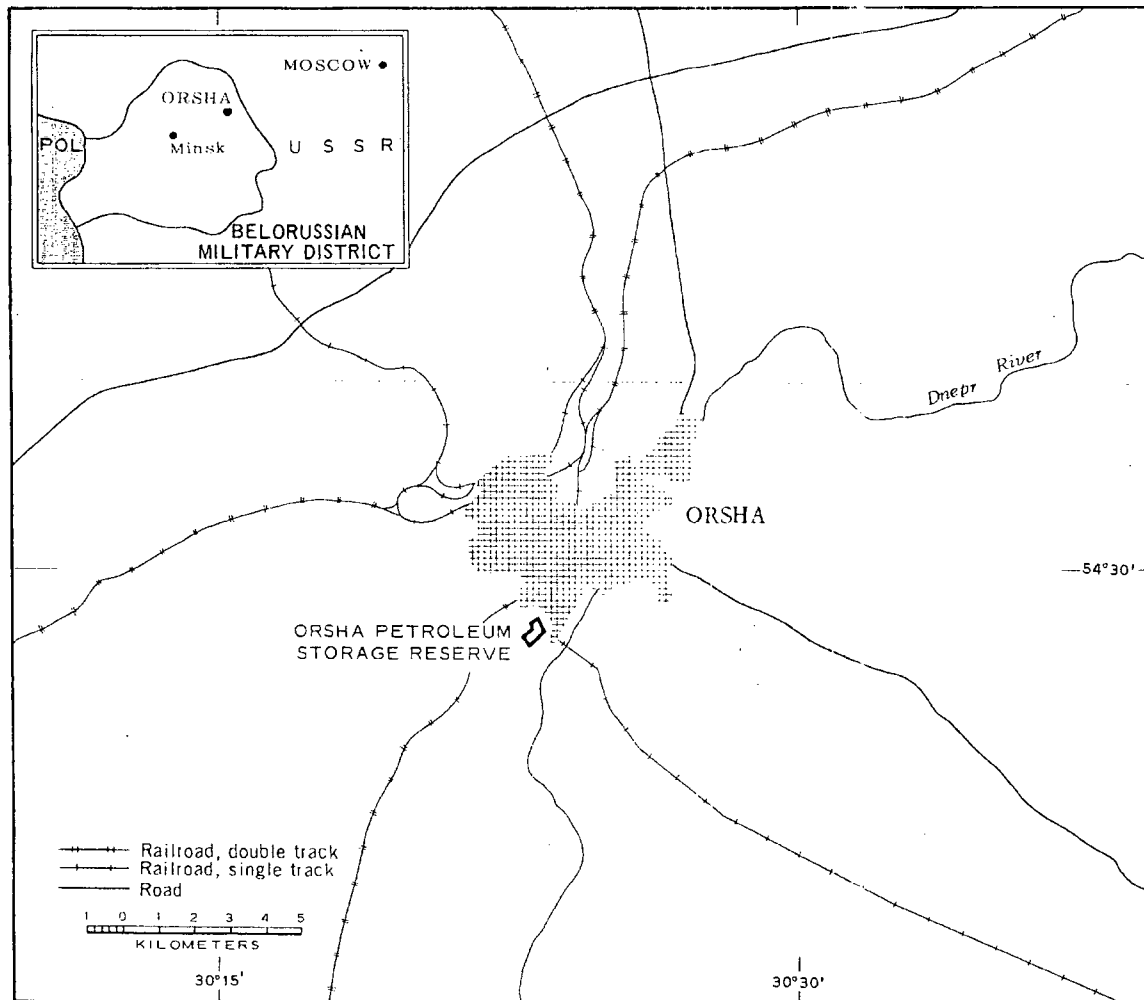 MOSCOW
ORSHA
POL
Minsk
U S S R
BELORUSSIAN
MILITARY DISTRICT
Dnepr River
ORSHA
54°30'
ORSHA PETROLEUM
STORAGE RESERVE
Railroad, double track
Railroad, single track
Road
1 0 1 2 3 4 5
KILOMETERS
30°15'
30°30'